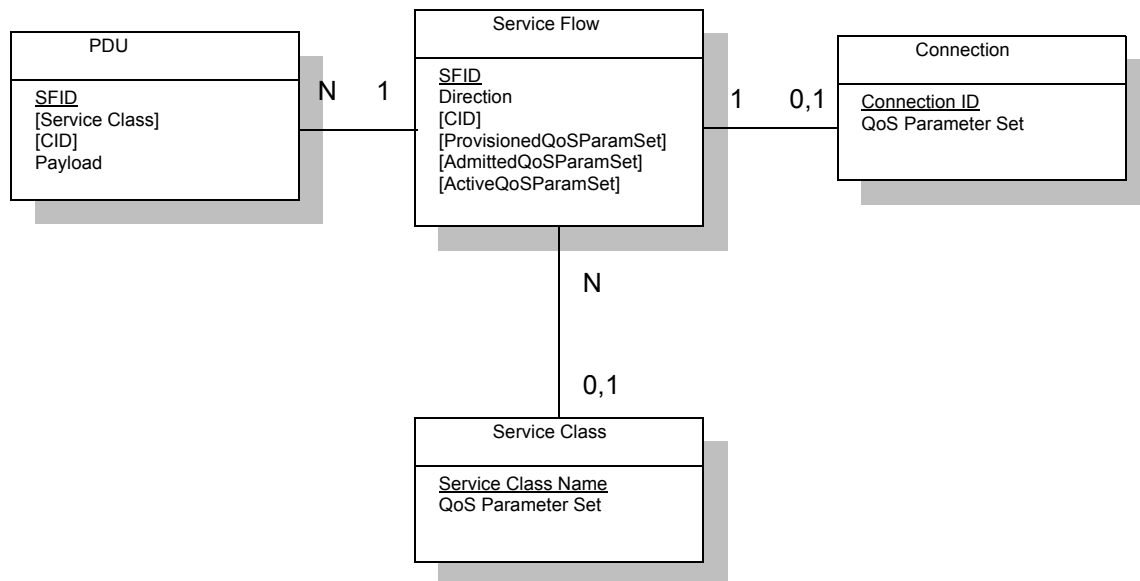 PDU
SFID
[Service Class]
[CID]
Payload
N
1
Service Flow
SFID
Direction
[CID]
[ProvisionedQoSParamSet]
[AdmittedQoSParamSet]
[ActiveQoSParamSet]
1
0,1
Connection
Connection ID
QoS Parameter Set
N
0,1
Service Class
Service Class Name
QoS Parameter Set